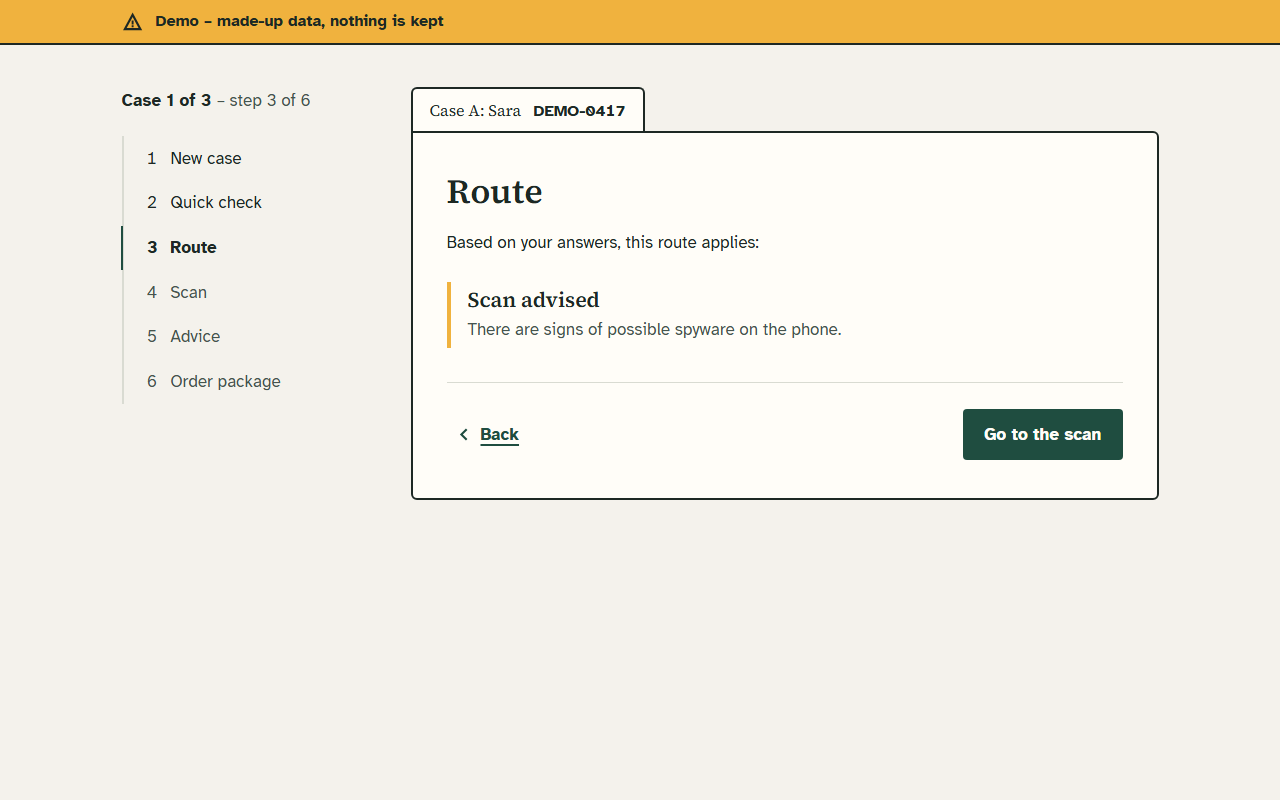 Demo – made-up data, nothing is kept
Case 1 of 3 – step 3 of 6
1 New case
2 Quick check
3 Route
4 Scan
5 Advice
6 Order package
Case A: Sara DEMO-0417
Route
Based on your answers, this route applies:
Scan advised
There are signs of possible spyware on the phone.
Back
Go to the scan